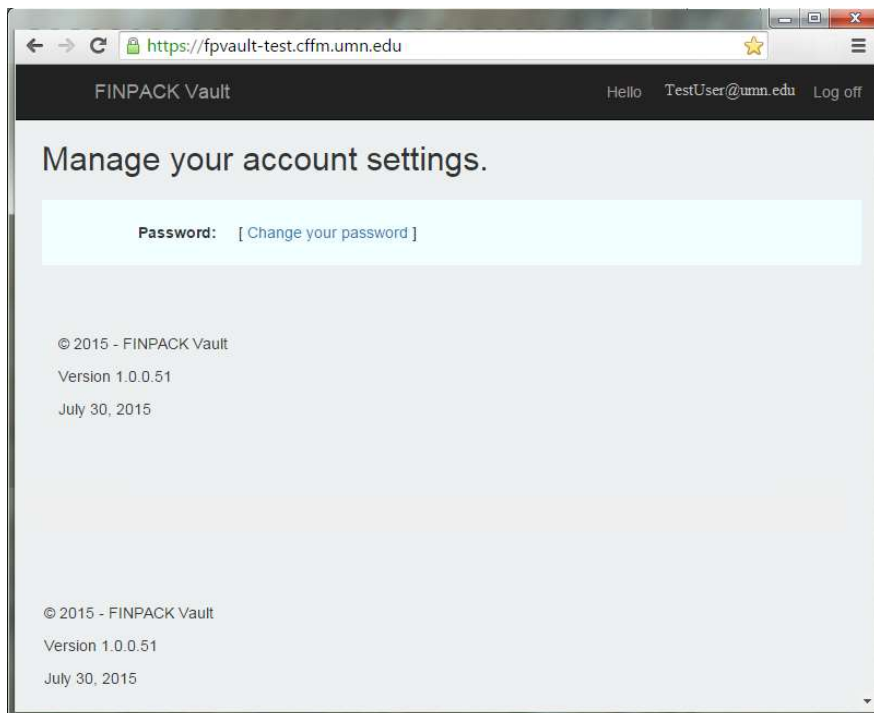 https://fpvault-test.cffm.umn.edu
FINPACK Vault Hello TestUser@umn.edu Log off
Manage your account settings.
Password: [ Change your password ]
© 2015 - FINPACK Vault
Version 1.0.0.51
July 30, 2015
© 2015 - FINPACK Vault
Version 1.0.0.51
July 30, 2015